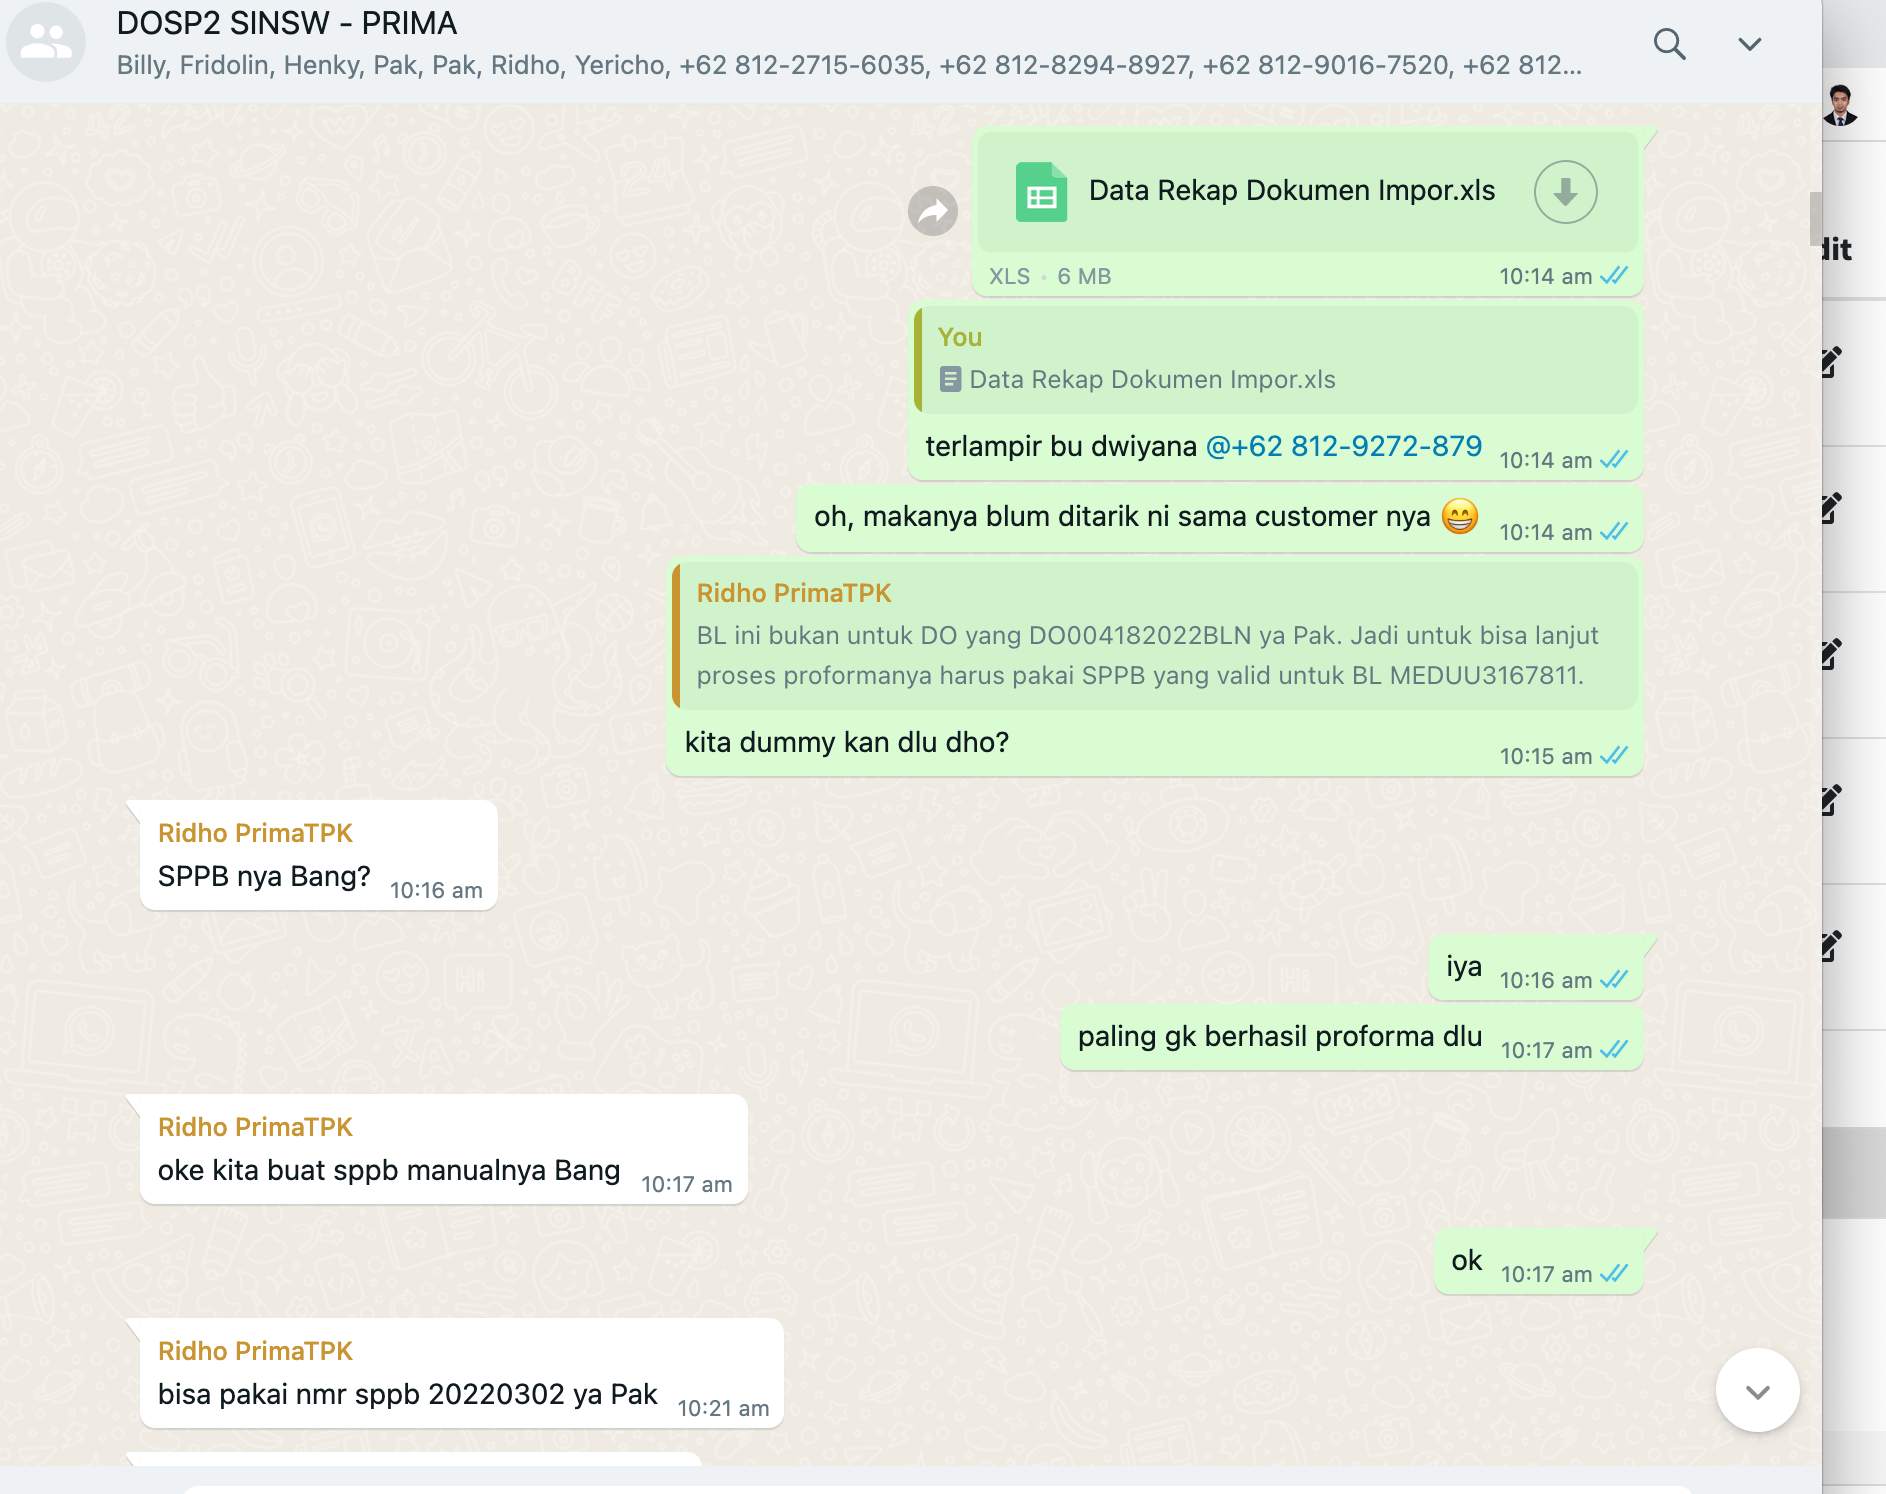 DOSP2 SINSW - PRIMA
Billy, Fridolin, Henky, Pak, Pak, Ridho, Yericho, +62 812-2715-6035, +62 812-8294-8927, +62 812-9016-7520, +62 812...
Data Rekap Dokumen Impor.xls
XLS • 6 MB 10:14 am
You
Data Rekap Dokumen Impor.xls
terlampir bu dwiyana @+62 812-9272-879 10:14 am
oh, makanya blum ditarik ni sama customer nya 😁 10:14 am
Ridho PrimaTPK
BL ini bukan untuk DO yang DO004182022BLN ya Pak. Jadi untuk bisa lanjut
proses proformanya harus pakai SPPB yang valid untuk BL MEDUU3167811.
kita dummy kan dlu dho?
10:15 am
Ridho PrimaTPK
SPPB nya Bang? 10:16 am
iya 10:16 am
paling gk berhasil proforma dlu 10:17 am
Ridho PrimaTPK
oke kita buat sppb manualnya Bang 10:17 am
ok 10:17 am
Ridho PrimaTPK
bisa pakai nmr sppb 20220302 ya Pak 10:21 am